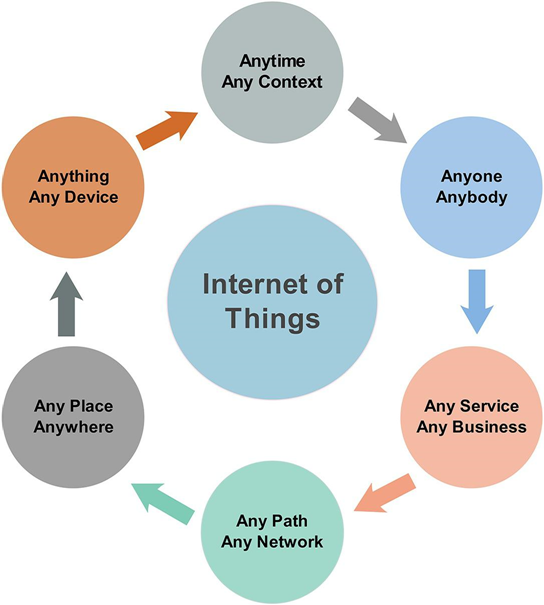 Anytime
Any Context
Anyone
Anybody
Any Service
Any Business
Any Path
Any Network
Any Place
Anywhere
Anything
Any Device
Internet of
Things